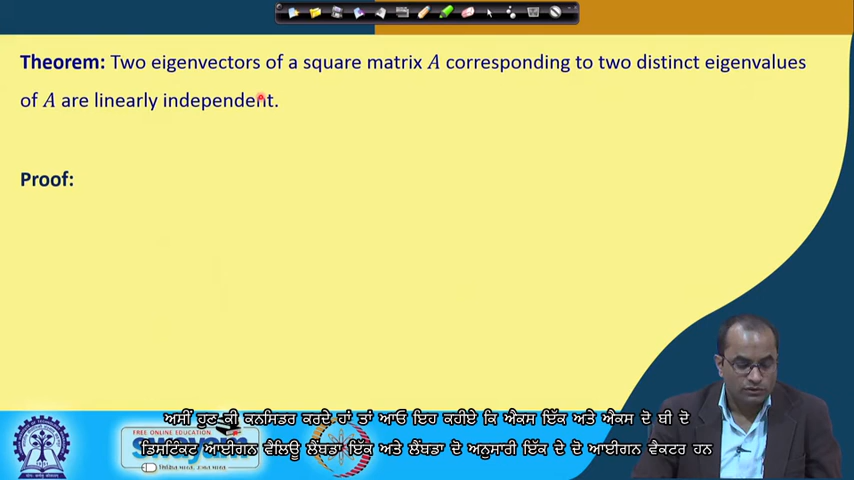 Theorem: Two eigenvectors of a square matrix A corresponding to two distinct eigenvalues
of A are linearly independent.
Proof:
ਅਸੀਂ ਹੁਣ ਕੀ ਕਨਸਿਡਰ ਕਰਦੇ ਹਾਂ ਤਾਂ ਆਓ ਇਹ ਕਹੀਏ ਕਿ ਐਕਸ ਇੱਕ ਅਤੇ ਐਕਸ ਦੋ ਬੀ ਦੋ
ਡਿਸਟਿੰਕਟ ਆਈਗਨ ਵੈਲਿਊ ਲੈਂਬਡਾ ਇੱਕ ਅਤੇ ਲੈਂਬਡਾ ਦੋ ਅਨੁਸਾਰੀ ਇੱਕ ਦੇ ਦੋ ਆਈਗਨ ਵੈਕਟਰ ਹਨ
FREE ONLINE EDUCATION
swayam